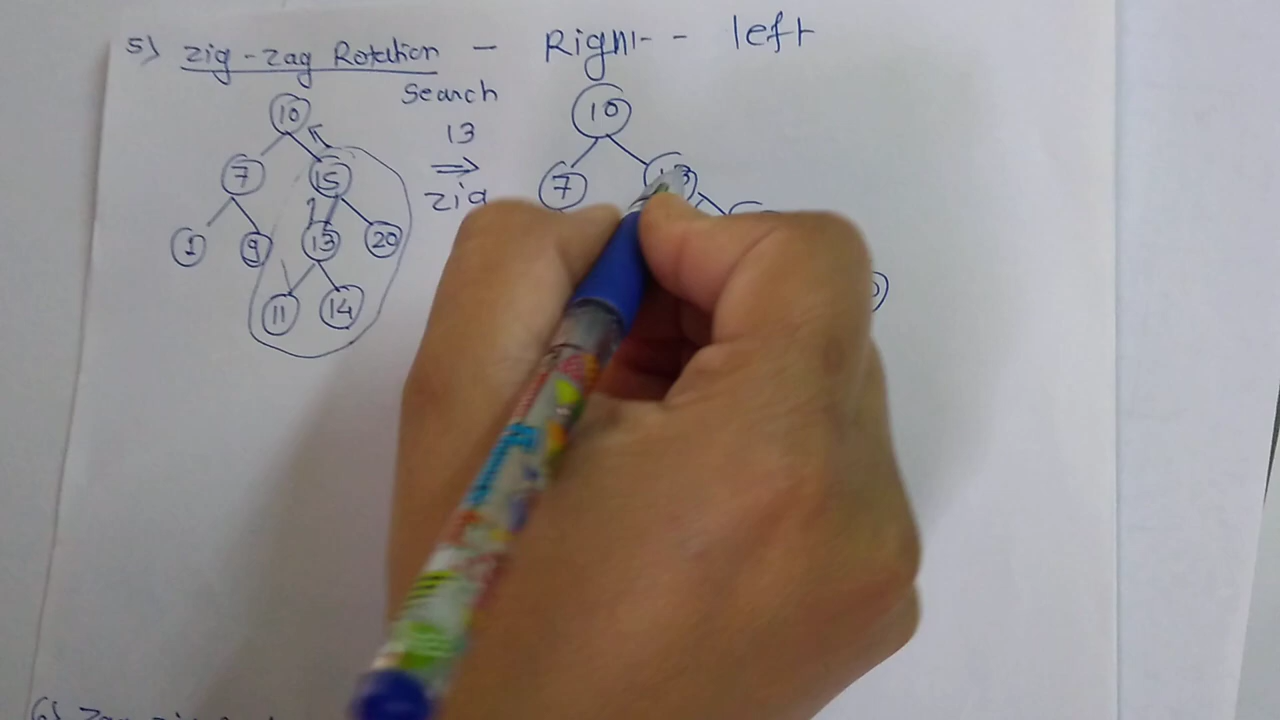 5) Zig-Zag Rotation - Right - left
Search
10 10
13
7 15 7 13
zig
1 9 13 20
11 14